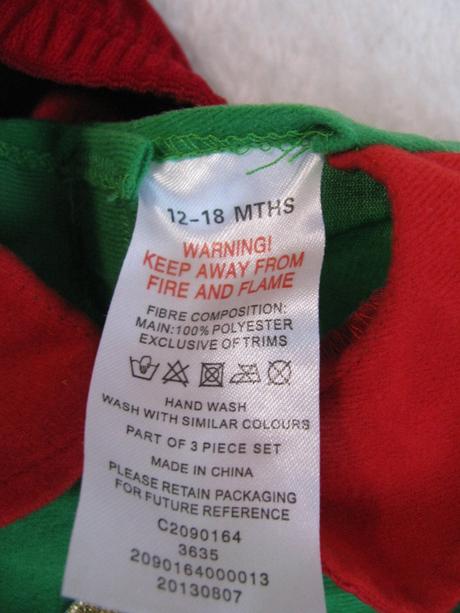 12-18 MTHS
WARNING!
KEEP AWAY FROM
FIRE AND FLAME
FIBRE COMPOSITION:
MAIN:100% POLYESTER
EXCLUSIVE OF TRIMS
HAND WASH
WASH WITH SIMILAR COLOURS
PART OF 3 PIECE SET
MADE IN CHINA
PLEASE RETAIN PACKAGING
FOR FUTURE REFERENCE
C2090164
3635
2090164000013
20130807